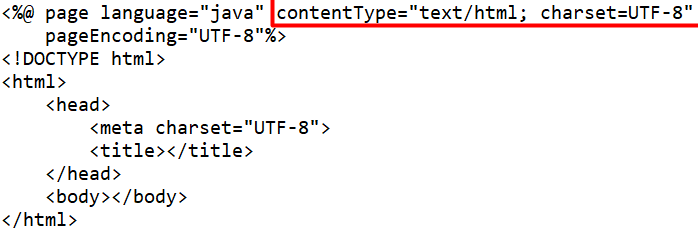 <%@ page language="java" contentType="text/html; charset=UTF-8"
    pageEncoding="UTF-8"%>
<!DOCTYPE html>
<html>
    <head>
        <meta charset="UTF-8">
        <title></title>
    </head>
    <body></body>
</html>